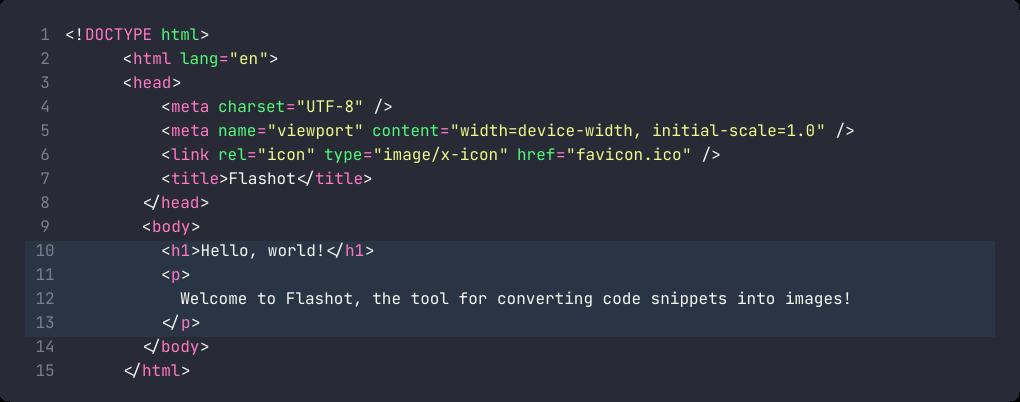 1 <!DOCTYPE html>
2       <html lang="en">
3       <head>
4           <meta charset="UTF-8" />
5           <meta name="viewport" content="width=device-width, initial-scale=1.0" />
6           <link rel="icon" type="image/x-icon" href="favicon.ico" />
7           <title>Flashot</title>
8         </head>
9         <body>
10           <h1>Hello, world!</h1>
11           <p>
12             Welcome to Flashot, the tool for converting code snippets into images!
13           </p>
14         </body>
15       </html>